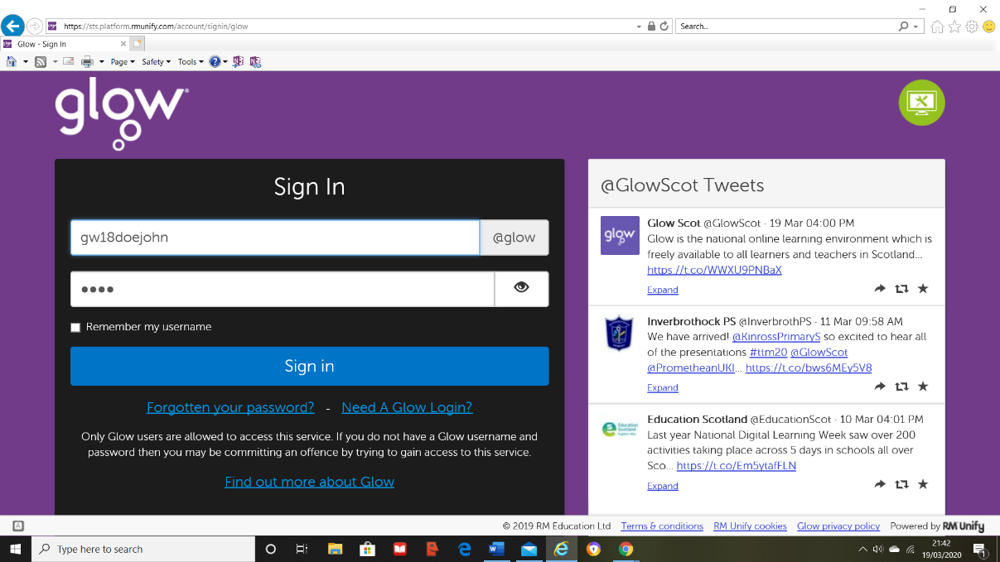 https://sts.platform.rmunify.com/account/signin/glow
Search...
Glow - Sign In
Page
Safety
Tools
glow
Sign In
gw18doejohn
@glow
Remember my username
Sign in
Forgotten your password? - Need A Glow Login?
Only Glow users are allowed to access this service. If you do not have a Glow username and
password then you may be committing an offence by trying to gain access to this service.
Find out more about Glow
@GlowScot Tweets
glow
Glow Scot @GlowScot · 19 Mar 04:00 PM
Glow is the national online learning environment which is
freely available to all learners and teachers in Scotland...
https://t.co/WWXU9PNBaX
Expand
Inverbrothock PS @InverbrothPS · 11 Mar 09:58 AM
We have arrived! @KinrossPrimaryS so excited to hear all
of the presentations #ttm20 @GlowScot
@PrometheanUKI... https://t.co/bws6MEy5V8
Expand
Education
Scotland
Education Scotland @EducationScot · 10 Mar 04:01 PM
Last year National Digital Learning Week saw over 200
activities taking place across 5 days in schools all over
Sco... https://t.co/Em5ytafFLN
Expand
© 2019 RM Education Ltd Terms & conditions RM Unify cookies Glow privacy policy Powered by RM Unify
Type here to search
21:42
19/03/2020